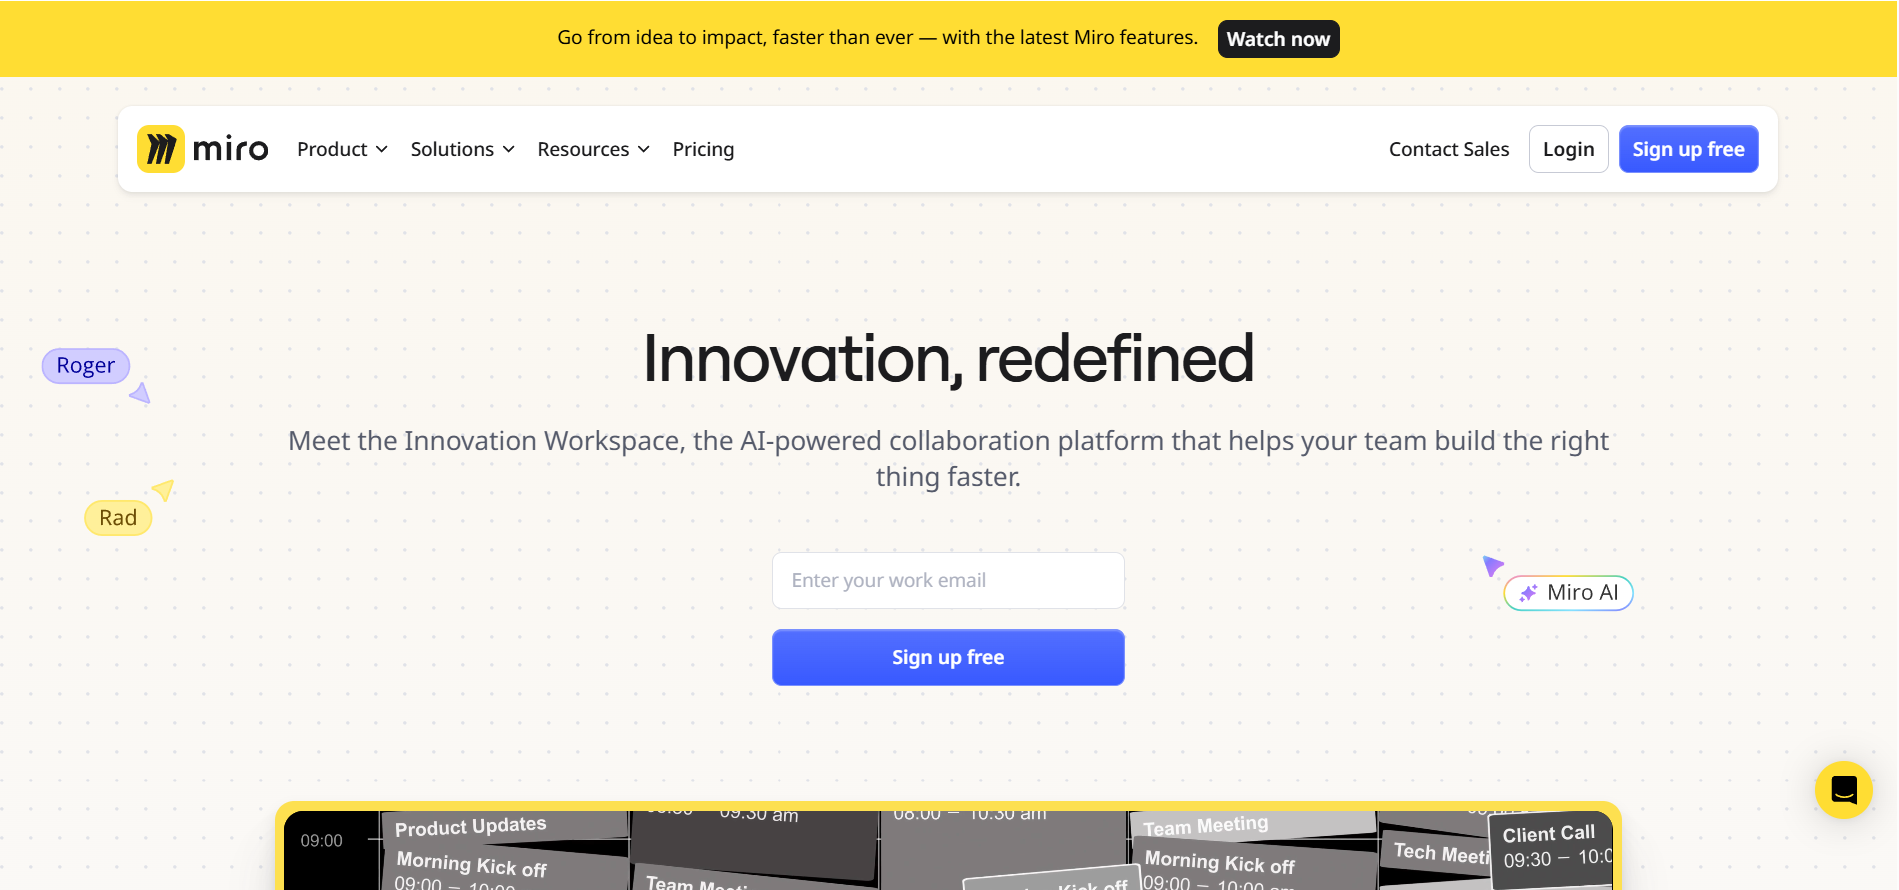 Go from idea to impact, faster than ever — with the latest Miro features. Watch now
miro Product Solutions Resources Pricing Contact Sales Login Sign up free
Innovation, redefined
Roger
Meet the Innovation Workspace, the AI-powered collaboration platform that helps your team build the right
thing faster.
Rad
Enter your work email
Miro AI
Sign up free
09:30 am
08:00 – 10:30 am
09:00
Product Updates
Team Meeting
Client Call
09:30 – 10:0
Morning Kick off
09:00 – 10:00
Morning Kick off
09:00 – 10:00 am
Tech Meeti
Team Meeti
Kick off